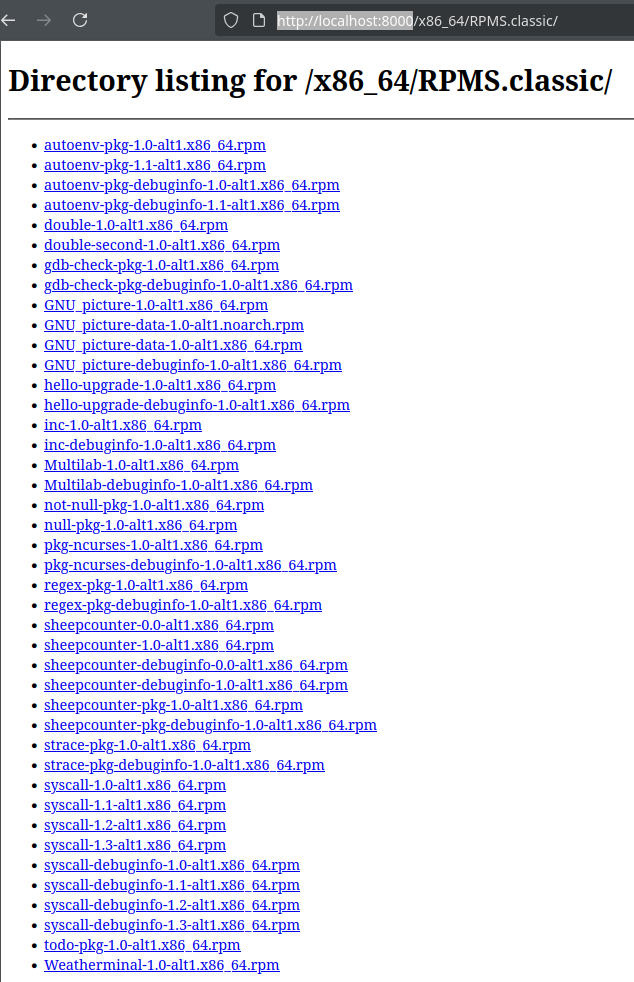 http://localhost:8000/x86_64/RPMS.classic/
Directory listing for /x86_64/RPMS.classic/
autoenv-pkg-1.0-alt1.x86_64.rpm
autoenv-pkg-1.1-alt1.x86_64.rpm
autoenv-pkg-debuginfo-1.0-alt1.x86_64.rpm
autoenv-pkg-debuginfo-1.1-alt1.x86_64.rpm
double-1.0-alt1.x86_64.rpm
double-second-1.0-alt1.x86_64.rpm
gdb-check-pkg-1.0-alt1.x86_64.rpm
gdb-check-pkg-debuginfo-1.0-alt1.x86_64.rpm
GNU_picture-1.0-alt1.x86_64.rpm
GNU_picture-data-1.0-alt1.noarch.rpm
GNU_picture-data-1.0-alt1.x86_64.rpm
GNU_picture-debuginfo-1.0-alt1.x86_64.rpm
hello-upgrade-1.0-alt1.x86_64.rpm
hello-upgrade-debuginfo-1.0-alt1.x86_64.rpm
inc-1.0-alt1.x86_64.rpm
inc-debuginfo-1.0-alt1.x86_64.rpm
Multilab-1.0-alt1.x86_64.rpm
Multilab-debuginfo-1.0-alt1.x86_64.rpm
not-null-pkg-1.0-alt1.x86_64.rpm
null-pkg-1.0-alt1.x86_64.rpm
pkg-ncurses-1.0-alt1.x86_64.rpm
pkg-ncurses-debuginfo-1.0-alt1.x86_64.rpm
regex-pkg-1.0-alt1.x86_64.rpm
regex-pkg-debuginfo-1.0-alt1.x86_64.rpm
sheepcounter-0.0-alt1.x86_64.rpm
sheepcounter-1.0-alt1.x86_64.rpm
sheepcounter-debuginfo-0.0-alt1.x86_64.rpm
sheepcounter-debuginfo-1.0-alt1.x86_64.rpm
sheepcounter-pkg-1.0-alt1.x86_64.rpm
sheepcounter-pkg-debuginfo-1.0-alt1.x86_64.rpm
strace-pkg-1.0-alt1.x86_64.rpm
strace-pkg-debuginfo-1.0-alt1.x86_64.rpm
syscall-1.0-alt1.x86_64.rpm
syscall-1.1-alt1.x86_64.rpm
syscall-1.2-alt1.x86_64.rpm
syscall-1.3-alt1.x86_64.rpm
syscall-debuginfo-1.0-alt1.x86_64.rpm
syscall-debuginfo-1.1-alt1.x86_64.rpm
syscall-debuginfo-1.2-alt1.x86_64.rpm
syscall-debuginfo-1.3-alt1.x86_64.rpm
todo-pkg-1.0-alt1.x86_64.rpm
Weatherminal-1.0-alt1.x86_64.rpm